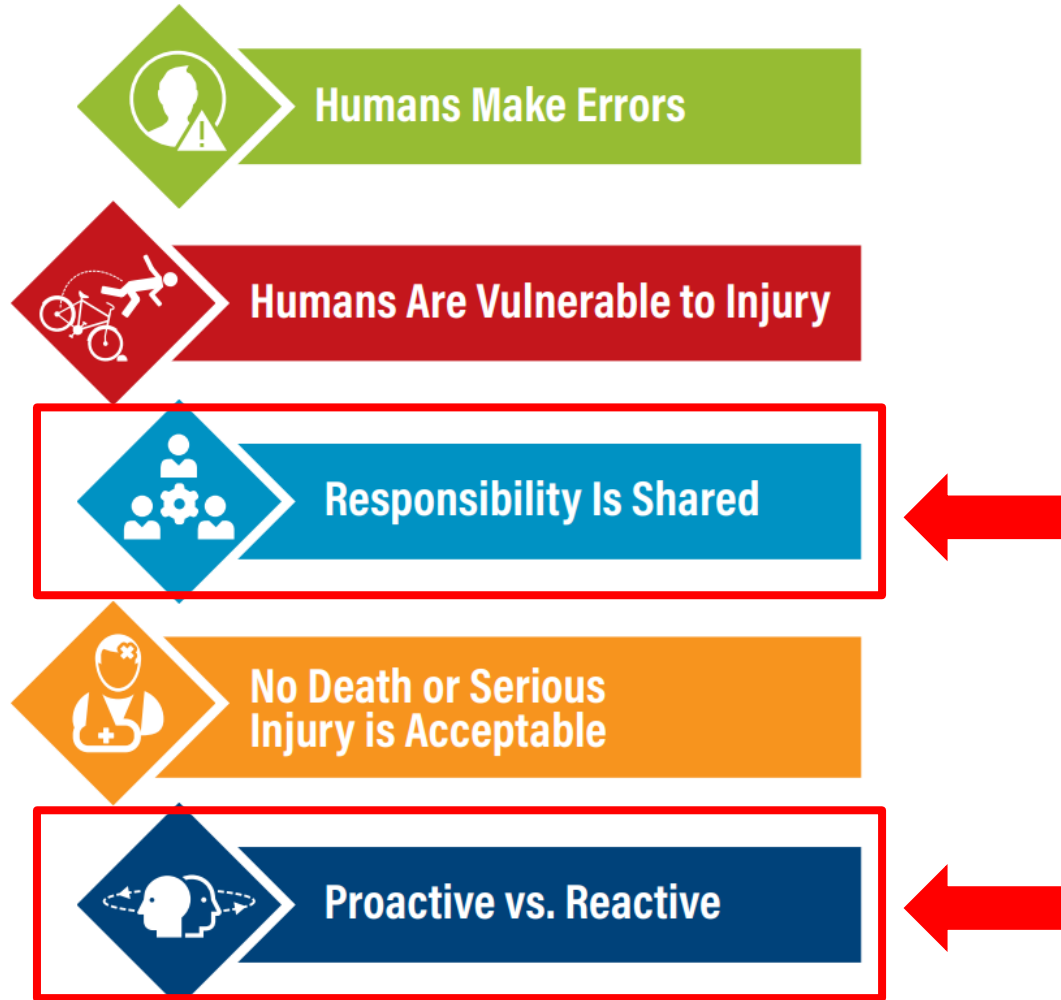 Humans Make Errors
Humans Are Vulnerable to Injury
Responsibility Is Shared
No Death or Serious
Injury is Acceptable
Proactive vs. Reactive